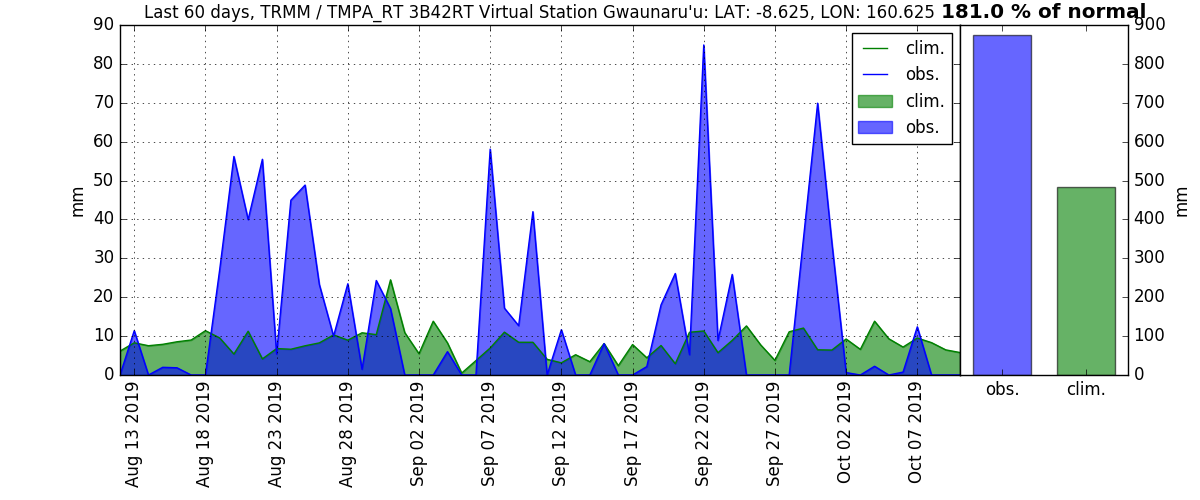 Last 60 days, TRMM / TMPA_RT 3B42RT Virtual Station Gwaunaru'u: LAT: -8.625, LON: 160.625 181.0 % of normal
90
80
70
60
50
40
30
20
10
0
mm
clim.
obs.
clim.
obs.
900
800
700
600
500
400
300
200
100
0
mm
Aug 13 2019
Aug 18 2019
Aug 23 2019
Aug 28 2019
Sep 02 2019
Sep 07 2019
Sep 12 2019
Sep 17 2019
Sep 22 2019
Sep 27 2019
Oct 02 2019
Oct 07 2019
obs.
clim.